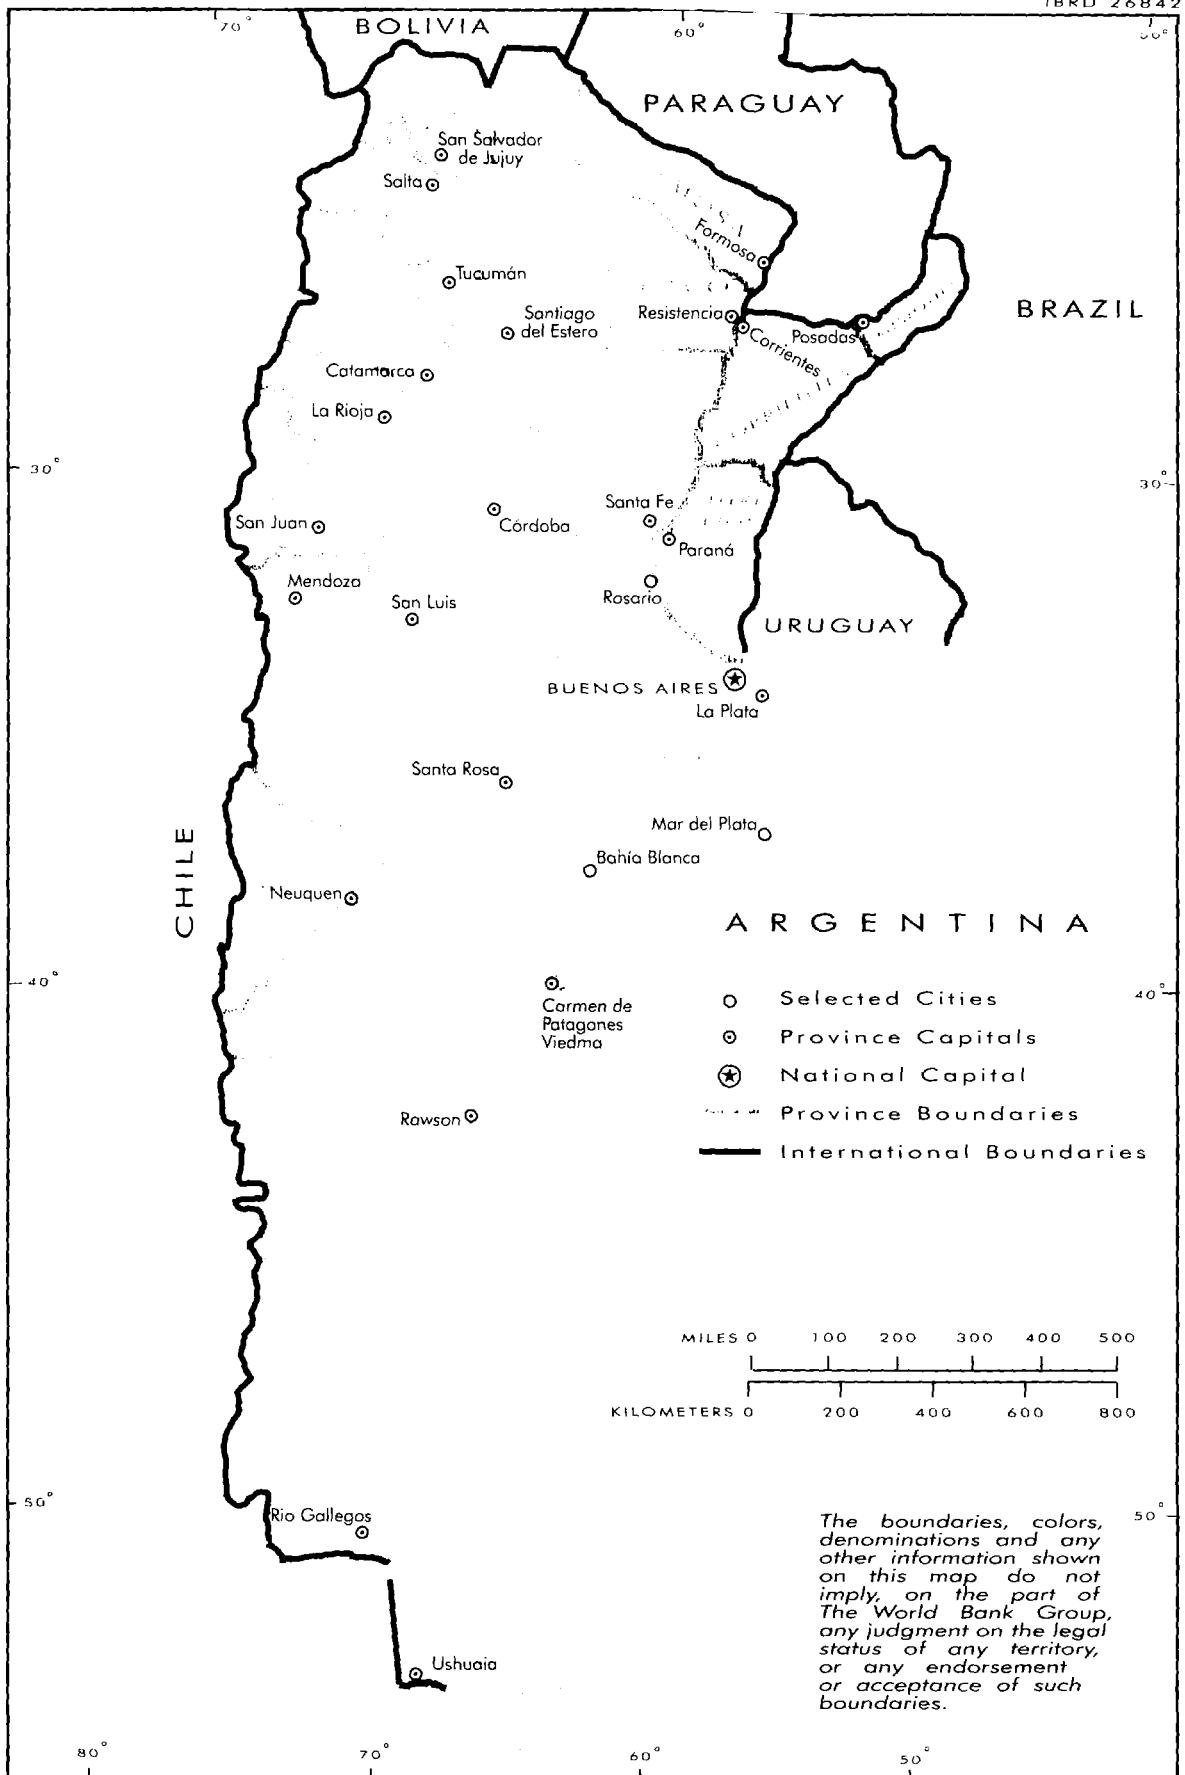 IBRD 26842
70°
60°
50°
BOLIVIA
PARAGUAY
San Salvador
de Jujuy
Salta
Formosa
Tucumán
Santiago
del Estero
Resistencia
Corrientes
Posadas
BRAZIL
Catamarca
La Rioja
30°
30°
San Juan
Córdoba
Santa Fe
Paraná
Mendoza
San Luis
Rosario
URUGUAY
BUENOS AIRES
La Plata
Santa Rosa
Mar del Plata
Bahía Blanca
CHILE
Neuquen
ARGENTINA
40°
40°
Carmen de
Patagones
Viedma
Selected Cities
Province Capitals
National Capital
Province Boundaries
International Boundaries
Rawson
MILES 0 100 200 300 400 500
KILOMETERS 0 200 400 600 800
50°
50°
Rio Gallegos
Ushuaia
The boundaries, colors,
denominations and any
other information shown
on this map do not
imply, on the part of
The World Bank Group,
any judgment on the legal
status of any territory,
or any endorsement
or acceptance of such
boundaries.
80°
70°
60°
50°